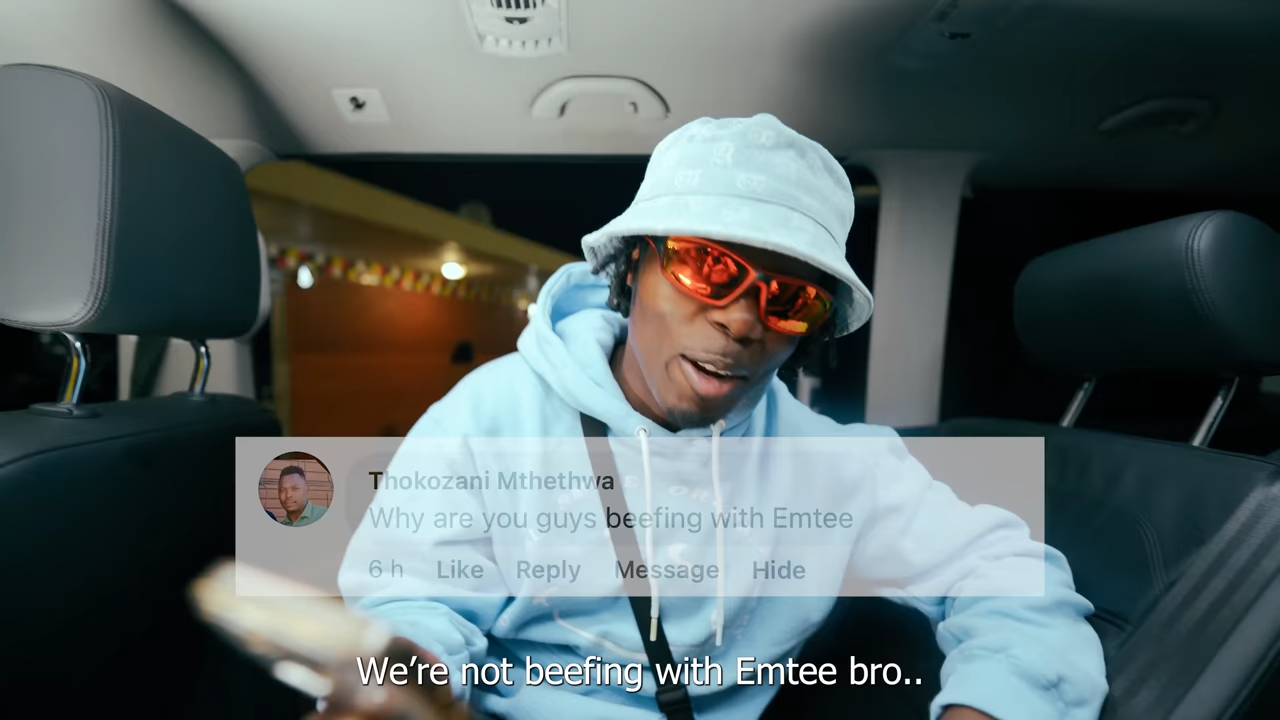 Thokozani Mthethwa
Why are you guys beefing with Emtee
6 h Like Reply Message Hide
We're not beefing with Emtee bro..